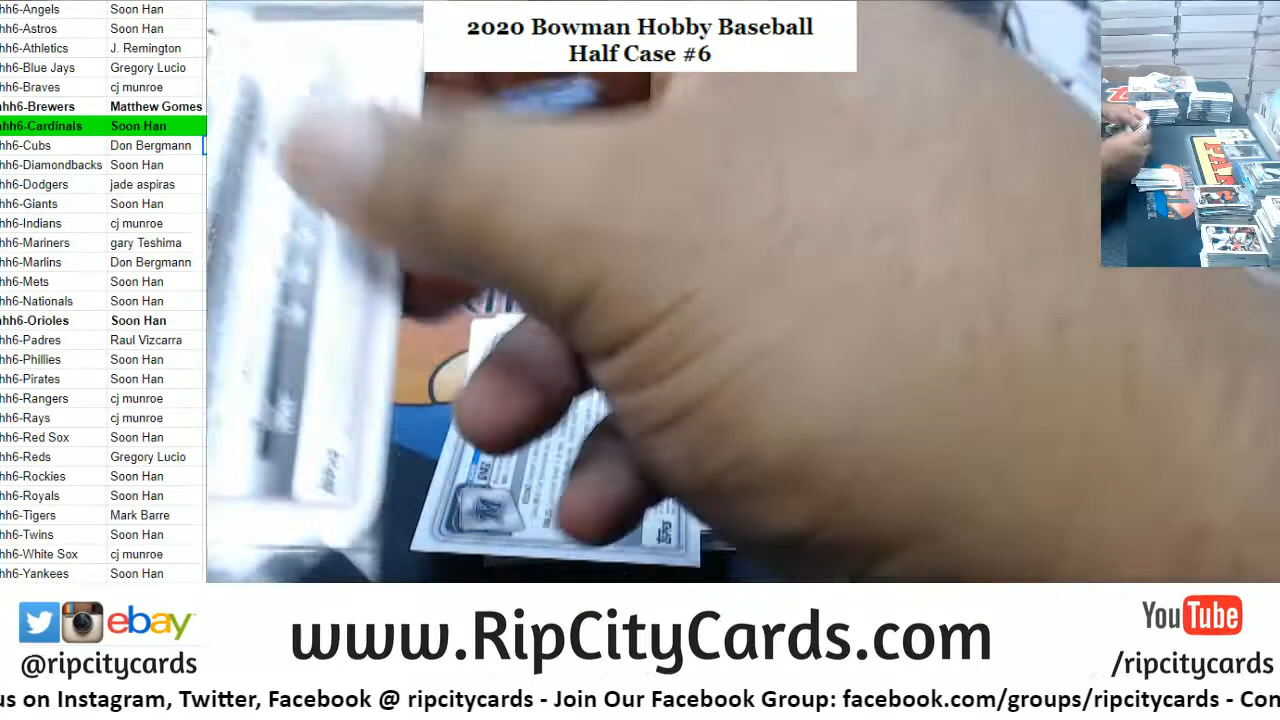 hh6-Angels Soon Han
hh6-Astros Soon Han
hh6-Athletics J. Remington
hh6-Blue Jays Gregory Lucio
hh6-Braves cj munroe
hh6-Brewers Matthew Gomes
hh6-Cardinals Soon Han
hh6-Cubs Don Bergmann
hh6-Diamondbacks Soon Han
hh6-Dodgers jade aspiras
hh6-Giants Soon Han
hh6-Indians cj munroe
hh6-Mariners gary Teshima
hh6-Marlins Don Bergmann
hh6-Mets Soon Han
hh6-Nationals Soon Han
hh6-Orioles Soon Han
hh6-Padres Raul Vizcarra
hh6-Phillies Soon Han
hh6-Pirates Soon Han
hh6-Rangers cj munroe
hh6-Rays cj munroe
hh6-Red Sox Soon Han
hh6-Reds Gregory Lucio
hh6-Rockies Soon Han
hh6-Royals Soon Han
hh6-Tigers Mark Barre
hh6-Twins Soon Han
hh6-White Sox cj munroe
hh6-Yankees Soon Han
2020 Bowman Hobby Baseball
Half Case #6
TOPPS
ebay
@ripcitycards
www.RipCityCards.com
YouTube
/ripcitycards
us on Instagram, Twitter, Facebook @ ripcitycards - Join Our Facebook Group: facebook.com/groups/ripcitycards - Con